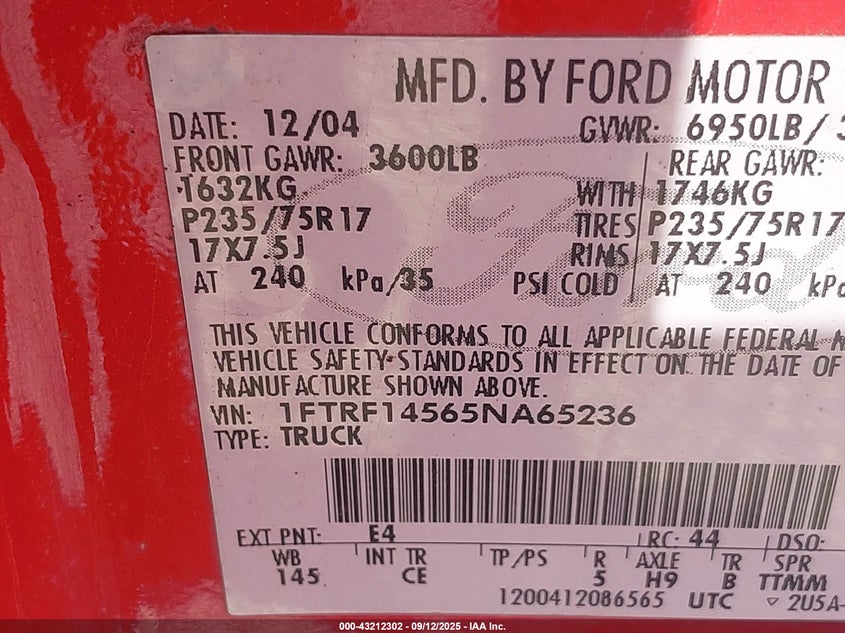 MFD. BY FORD MOTOR
DATE: 12/04 GVWR: 6950LB/
FRONT GAWR: 3600LB REAR GAWR:
1632KG WITH 1746KG
P235/75R17 TIRES P235/75R17
17X7.5J RIMS 17X7.5J
AT 240 kPa/35 PSI COLD AT 240
THIS VEHICLE CONFORMS TO ALL APPLICABLE FEDERAL
VEHICLE SAFETY STANDARDS IN EFFECT ON THE DATE OF
MANUFACTURE SHOWN ABOVE.
VIN: 1FTRF14565NA65236
TYPE: TRUCK
EXT PNT: E4 RC: 44 DSO:
WB INT TR TP/PS R AXLE TR SPR
145 CE 5 H9 B TTMM
1200412086565 UTC ▽ 2U5A-
000-43212302 - 09/12/2025 - IAA Inc.